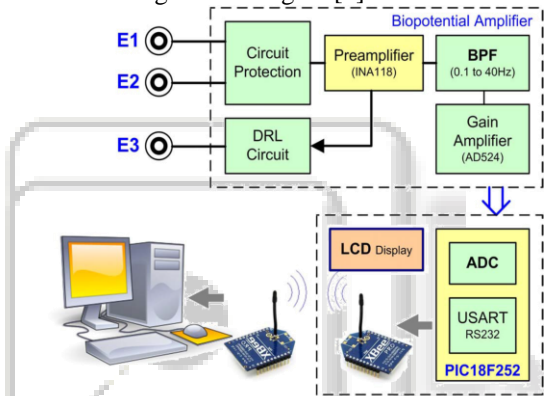 Biopotential Amplifier
E1
E2
E3
Circuit
Protection
Preamplifier
(INA118)
BPF
(0.1 to 40Hz)
DRL
Circuit
Gain
Amplifier
(AD524)
LCD Display
ADC
USART
RS232
PIC18F252
XBee